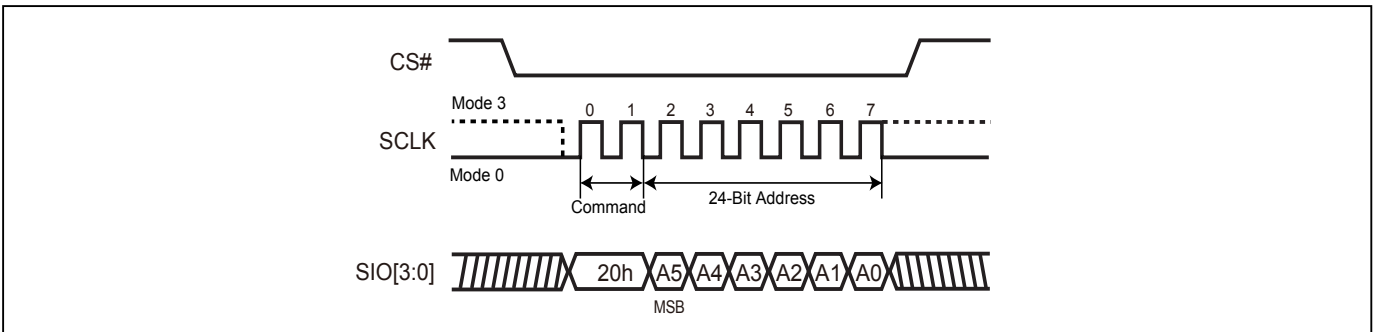 CS#
Mode 3
0 1 2 3 4 5 6 7
SCLK
Mode 0
Command
24-Bit Address
SIO[3:0]
20h A5 A4 A3 A2 A1 A0
MSB